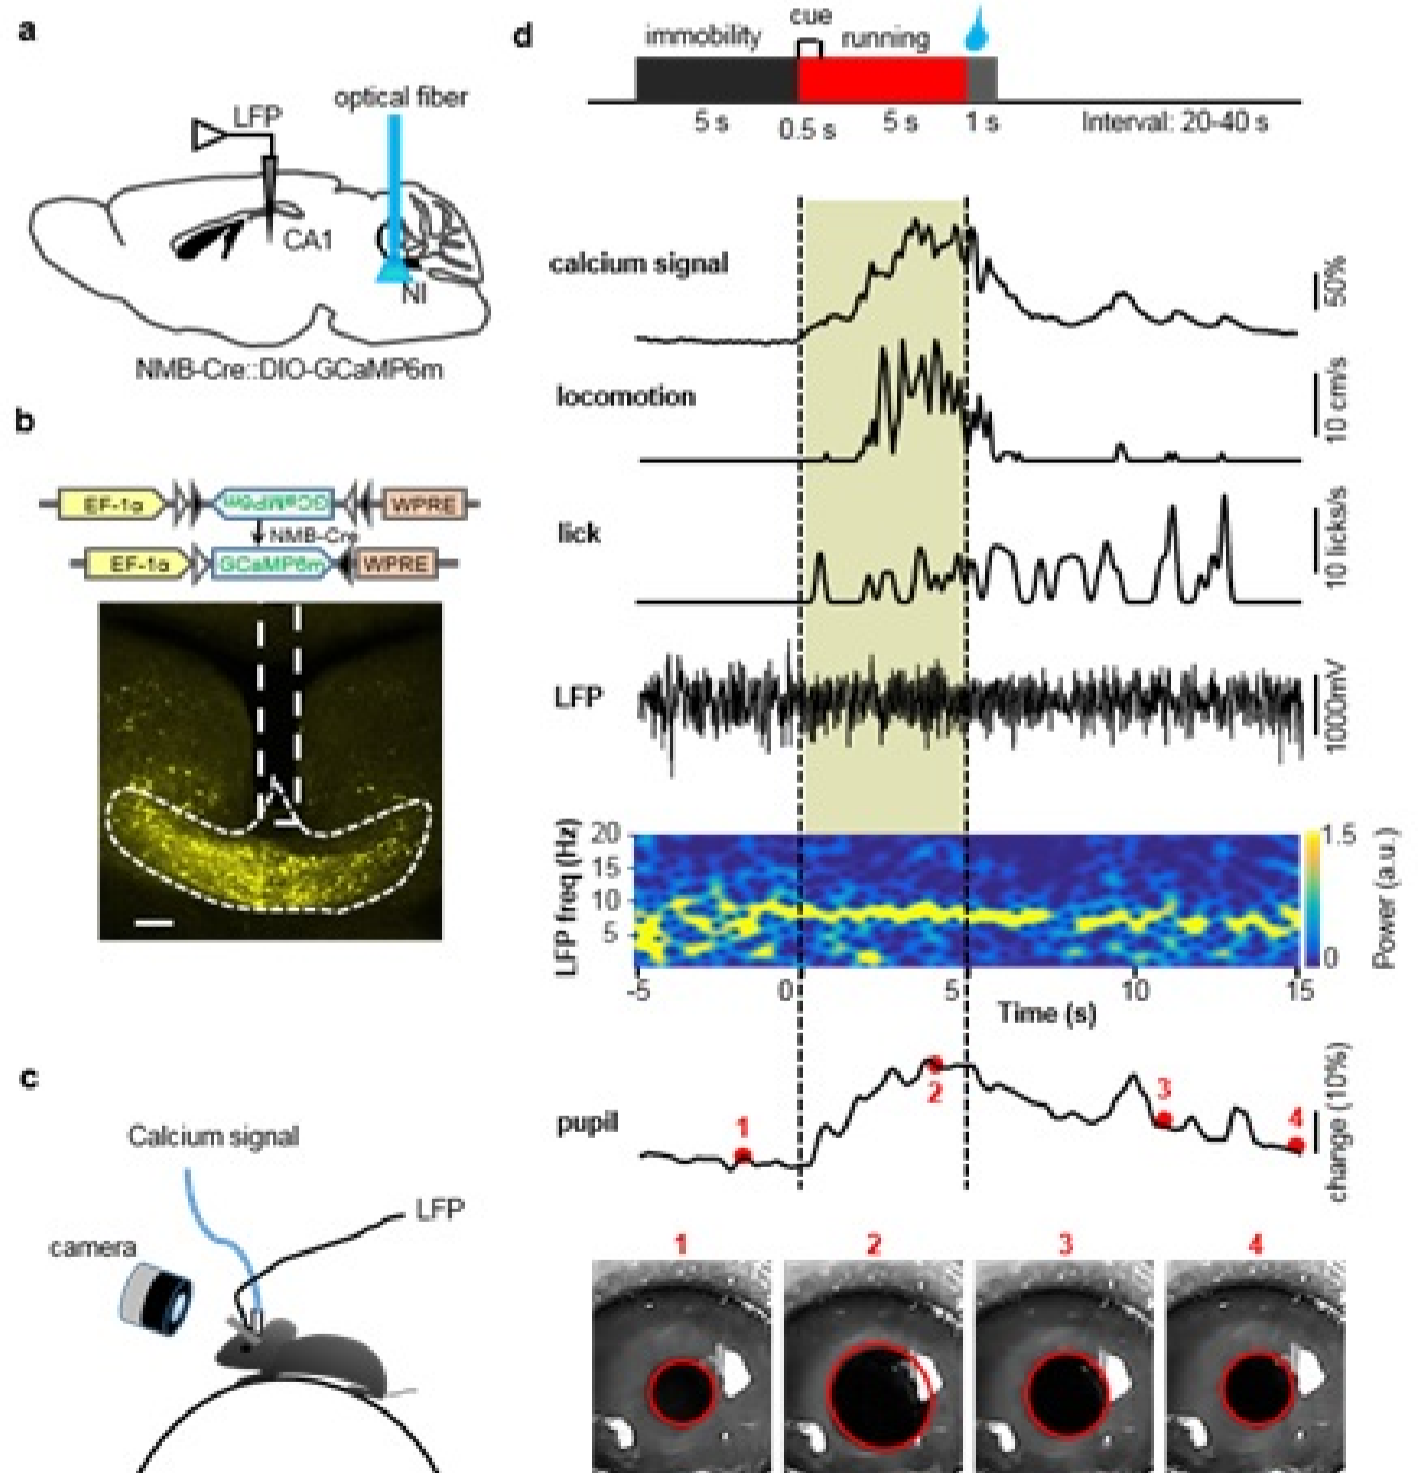 a
LFP
optical fiber
CA1
NI
NMB-Cre::DIO-GCaMP6m
b
EF-1α GCaMP6m WPRE
NMB-Cre
EF-1α GCaMP6m WPRE
c
Calcium signal
LFP
camera
d
cue
immobility running
5 s 0.5 s 5 s 1 s Interval: 20-40 s
calcium signal
50%
locomotion
10 cm/s
lick
10 licks/s
LFP
1000mV
LFP freq (Hz)
20
15
10
5
1.5
0
Power (a.u.)
-5 0 5 10 15
Time (s)
pupil
1 2 3 4
change (10%)
1 2 3 4